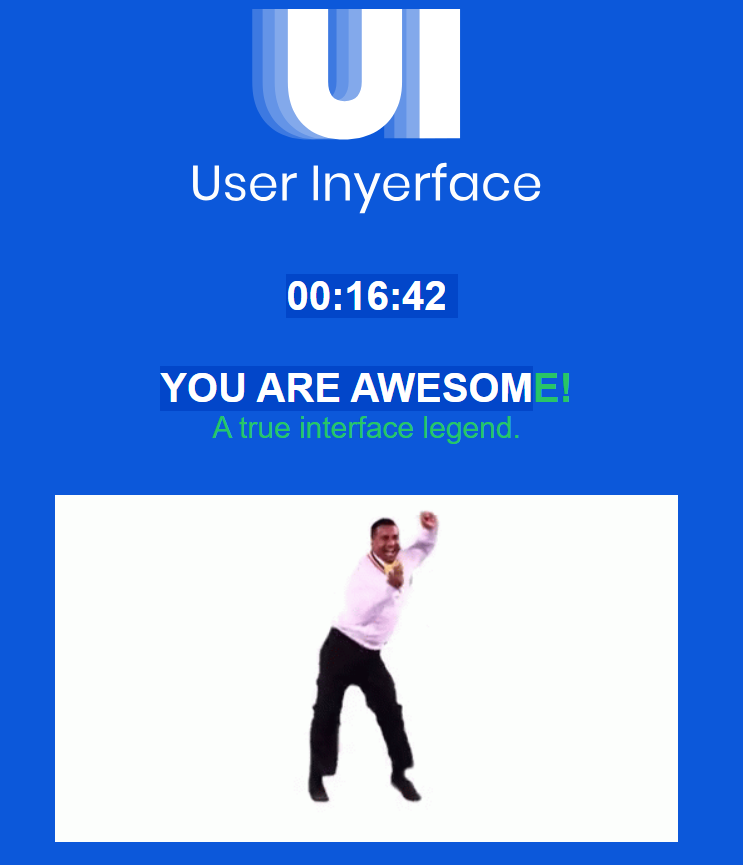 UI
User Inyerface
00:16:42
YOU ARE AWESOME!
A true interface legend.